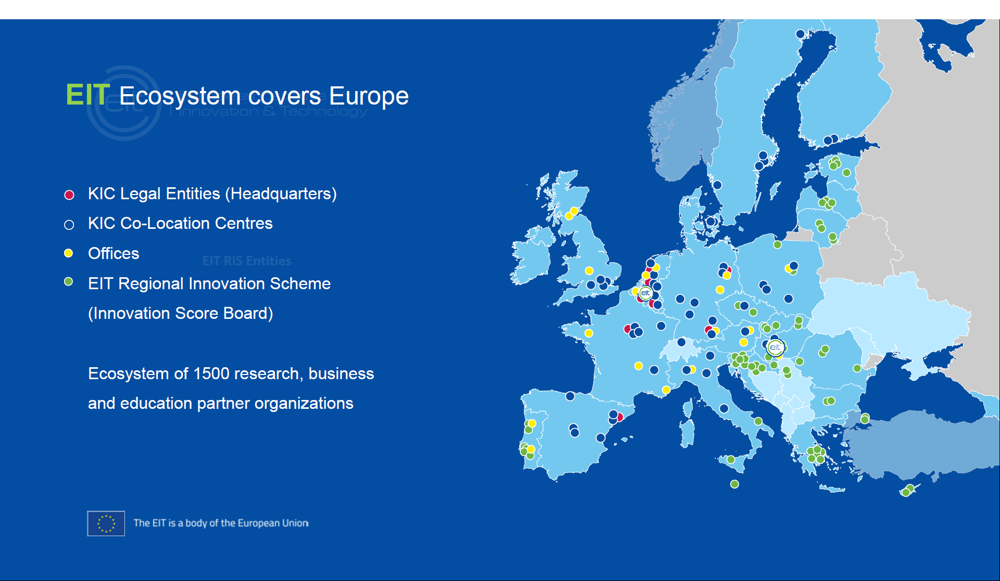 EIT Ecosystem covers Europe
eit
Innovation & Technology
KIC Legal Entities (Headquarters)
KIC Co-Location Centres
Offices
EIT RIS Entities
EIT Regional Innovation Scheme
(Innovation Score Board)
Ecosystem of 1500 research, business
and education partner organizations
The EIT is a body of the European Union
eit
eit